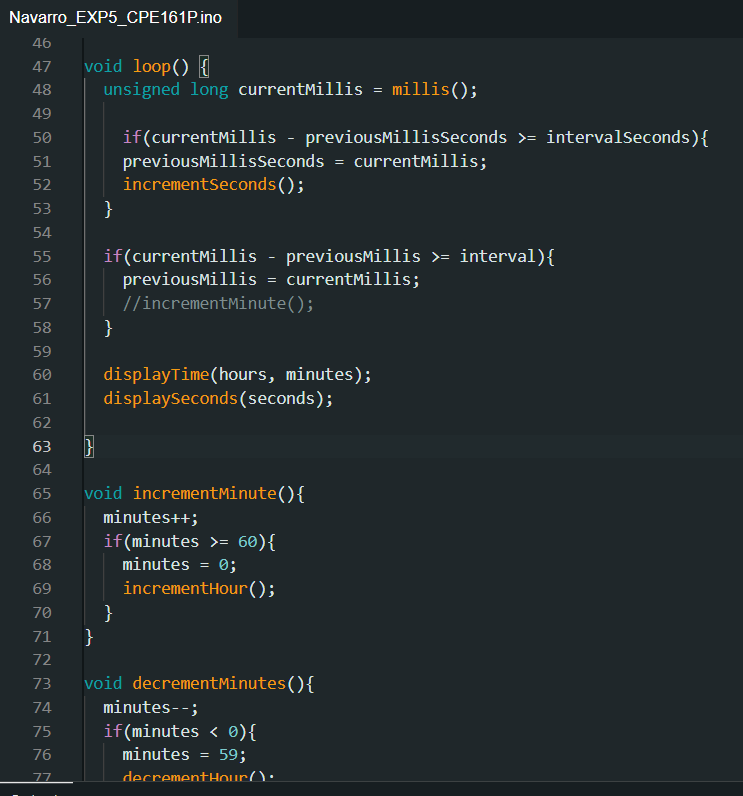 Navarro_EXP5_CPE161P.ino
46
47 void loop() {
48   unsigned long currentMillis = millis();
49
50     if(currentMillis - previousMillisSeconds >= intervalSeconds){
51     previousMillisSeconds = currentMillis;
52     incrementSeconds();
53   }
54
55   if(currentMillis - previousMillis >= interval){
56     previousMillis = currentMillis;
57     //incrementMinute();
58   }
59
60   displayTime(hours, minutes);
61   displaySeconds(seconds);
62
63 }
64
65 void incrementMinute(){
66   minutes++;
67   if(minutes >= 60){
68     minutes = 0;
69     incrementHour();
70   }
71 }
72
73 void decrementMinutes(){
74   minutes--;
75   if(minutes < 0){
76     minutes = 59;
77     decrementHour();